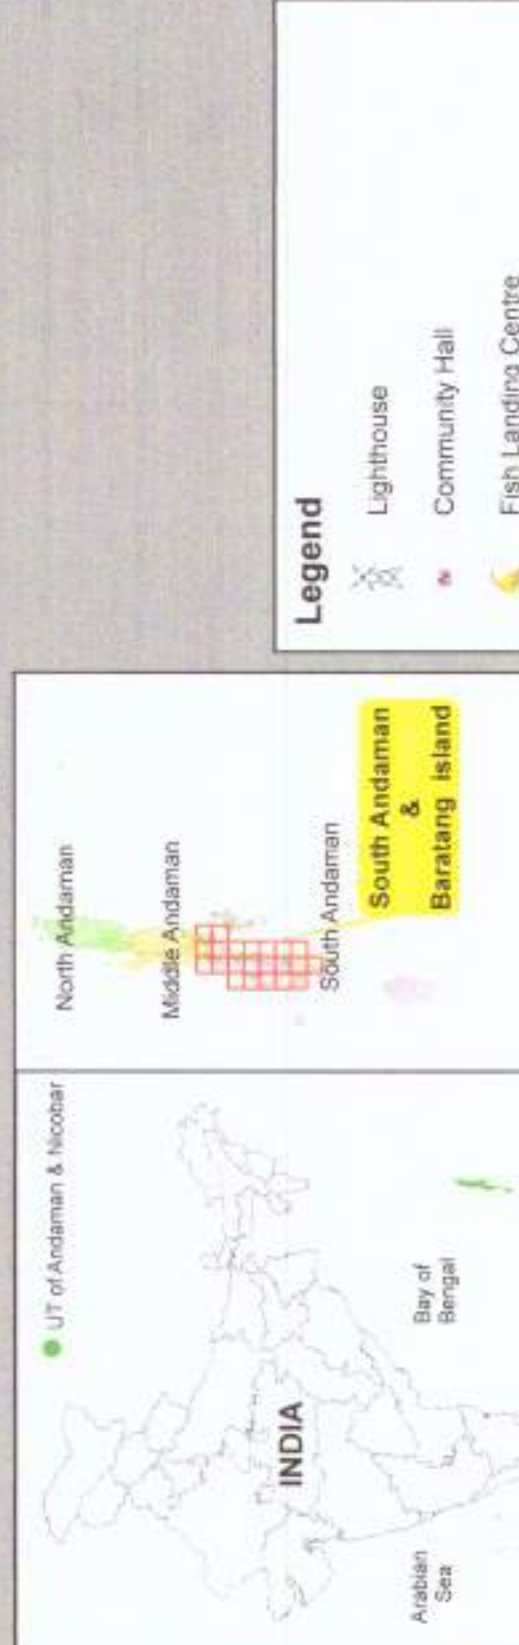 UT of Andaman & Nicobar
INDIA
Arabian
Sea
Bay of
Bengal
North Andaman
Middle Andaman
South Andaman
South Andaman
&
Baratang island
Legend
Lighthouse
Community Hall
Fish Landing Centre